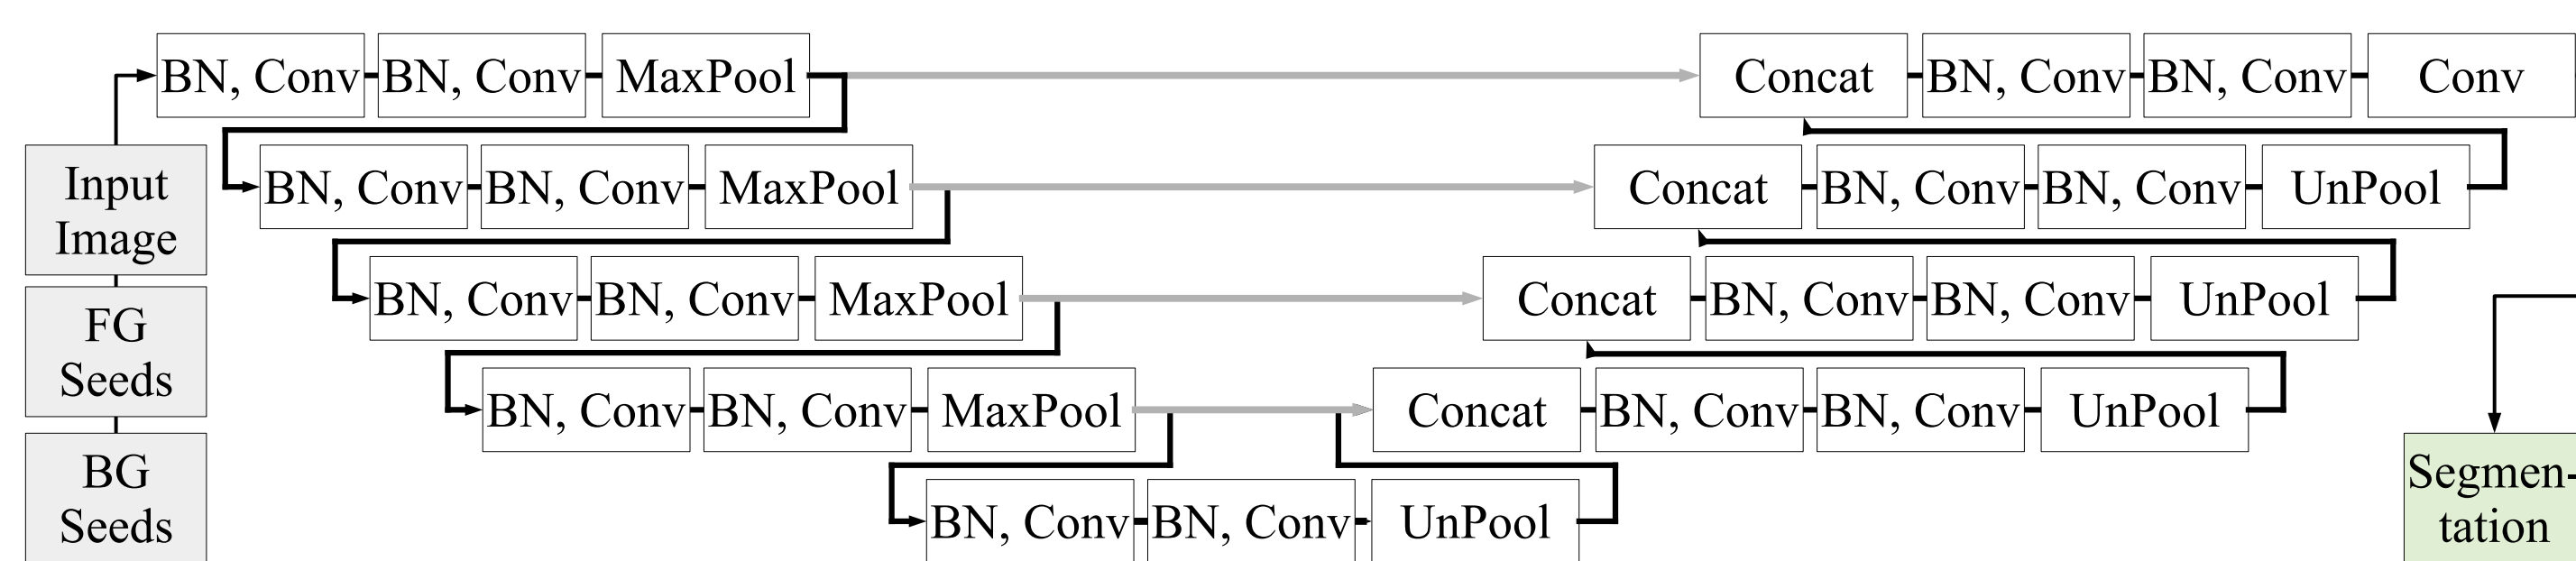 BN, Conv BN, Conv MaxPool Concat BN, Conv BN, Conv Conv
Input
Image
BN, Conv BN, Conv MaxPool Concat BN, Conv BN, Conv UnPool
FG
Seeds
BN, Conv BN, Conv MaxPool Concat BN, Conv BN, Conv UnPool
BN, Conv BN, Conv MaxPool Concat BN, Conv BN, Conv UnPool
BG
Seeds
BN, Conv BN, Conv UnPool
Segmen-
tation